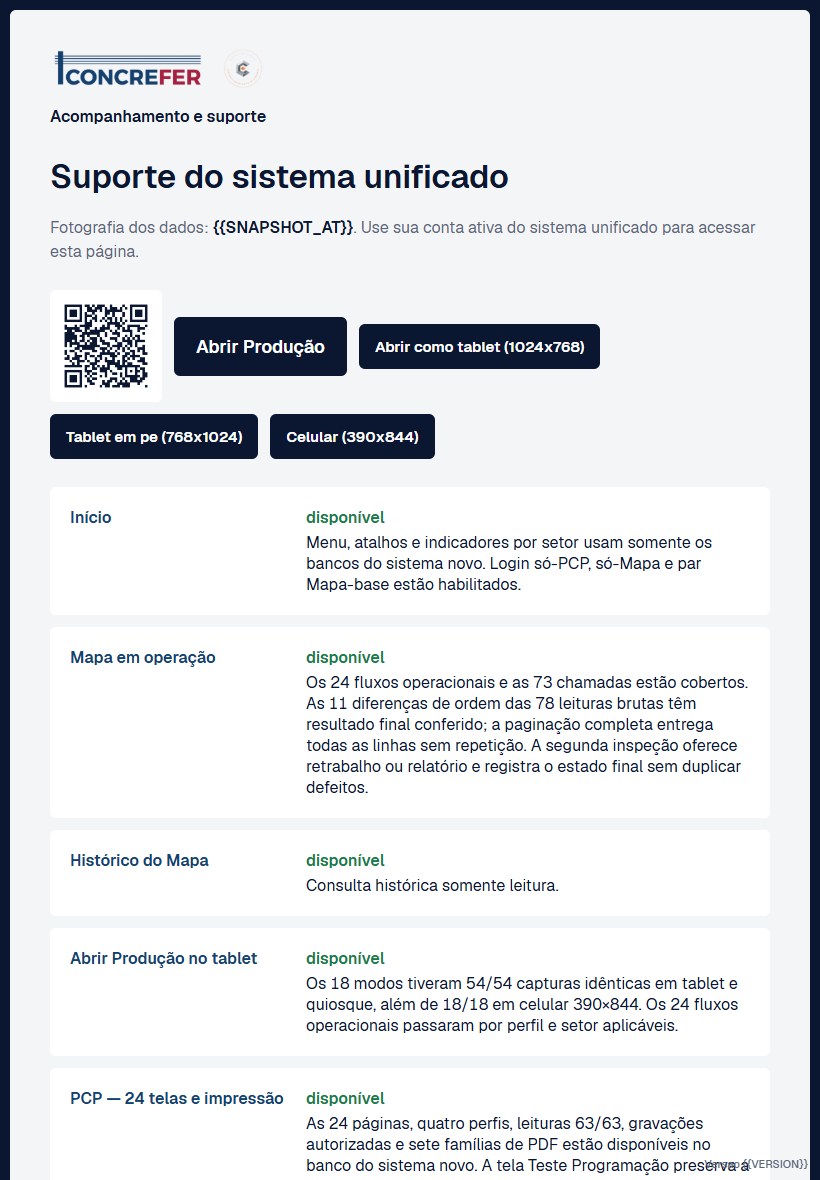 CONCREFER
Acompanhamento e suporte
Suporte do sistema unificado
Fotografia dos dados: {{SNAPSHOT_AT}}. Use sua conta ativa do sistema unificado para acessar
esta página.
Abrir Produção
Abrir como tablet (1024x768)
Tablet em pe (768x1024)
Celular (390x844)
Início
disponível
Menu, atalhos e indicadores por setor usam somente os
bancos do sistema novo. Login só-PCP, só-Mapa e par
Mapa-base estão habilitados.
Mapa em operação
disponível
Os 24 fluxos operacionais e as 73 chamadas estão cobertos.
As 11 diferenças de ordem das 78 leituras brutas têm
resultado final conferido; a paginação completa entrega
todas as linhas sem repetição. A segunda inspeção oferece
retrabalho ou relatório e registra o estado final sem duplicar
defeitos.
Histórico do Mapa
disponível
Consulta histórica somente leitura.
Abrir Produção no tablet
disponível
Os 18 modos tiveram 54/54 capturas idênticas em tablet e
quiosque, além de 18/18 em celular 390×844. Os 24 fluxos
operacionais passaram por perfil e setor aplicáveis.
PCP — 24 telas e impressão
disponível
As 24 páginas, quatro perfis, leituras 63/63, gravações
autorizadas e sete famílias de PDF estão disponíveis no
banco do sistema novo. A tela Teste Programação preserva a
{{VERSION}}